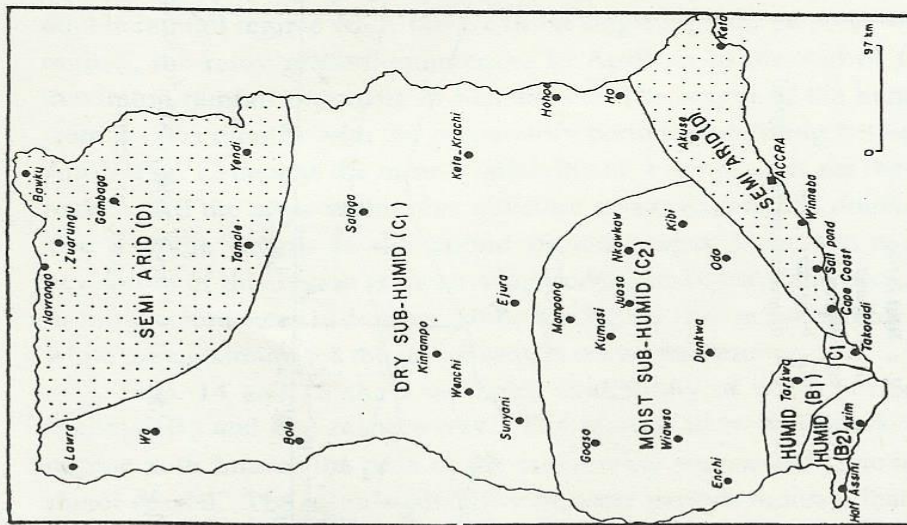 Bawku
Navrongo
Zuarungu
Gambaga
Lawra
SEMI ARID (D)
Wa
Tamale
Yendi
Bole
Salaga
DRY SUB-HUMID (C1)
Kete_Krachi
Kintampo
Wenchi
Ejura
Sunyani
Hohoe
Mampong
Ho
Goaso
Kumasi
Juaso
Nkawkaw
MOIST SUB-HUMID (C2)
Wiawso
Kibi
Akuse
Keta
Enchi
Dunkwa
Oda
SEMI ARID (D)
ACCRA
Winneba
HUMID (B1)
Tarkwa
C1
Salt pond
Cape Coast
HUMID (B2)
Takoradi
Axim
Half Assini
97 km